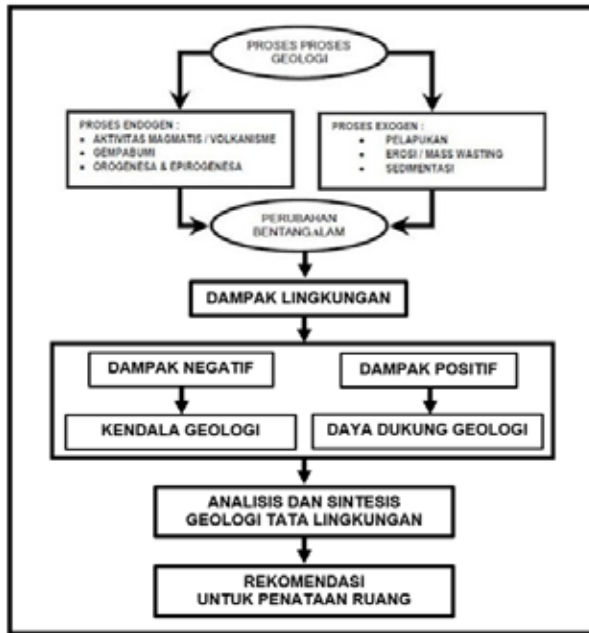 PROSES PROSES
GEOLOGI
PROSES ENDOGEN :
• AKTIVITAS MAGMATIS / VOLKANISME
• GEMPABUMI
• OROGENESA & EPIROGENESA
PROSES EXOGEN :
• PELAPUKAN
• EROSI / MASS WASTING
• SEDIMENTASI
PERUBAHAN
BENTANGALAM
DAMPAK LINGKUNGAN
DAMPAK NEGATIF
DAMPAK POSITIF
KENDALA GEOLOGI
DAYA DUKUNG GEOLOGI
ANALISIS DAN SINTESIS
GEOLOGI TATA LINGKUNGAN
REKOMENDASI
UNTUK PENATAAN RUANG